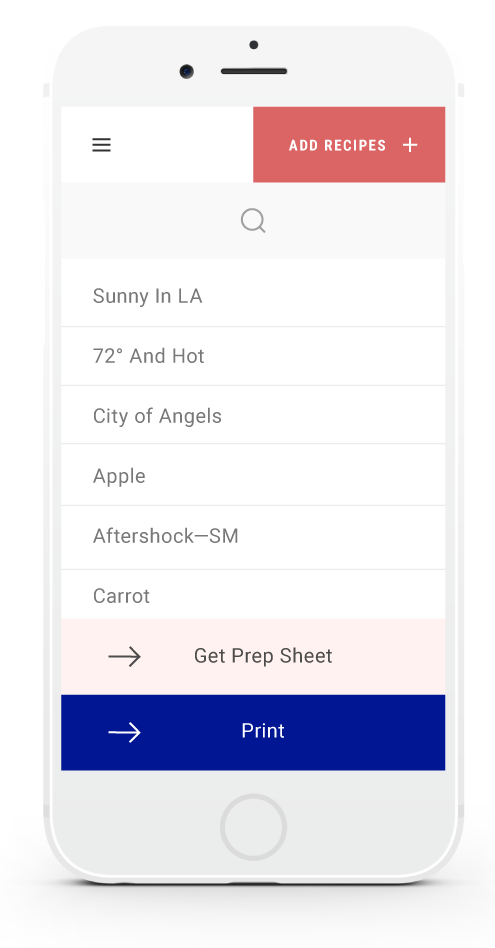 ADD RECIPES
Sunny In LA
72° And Hot
City of Angels
Apple
Aftershock—SM
Carrot
Get Prep Sheet
Print